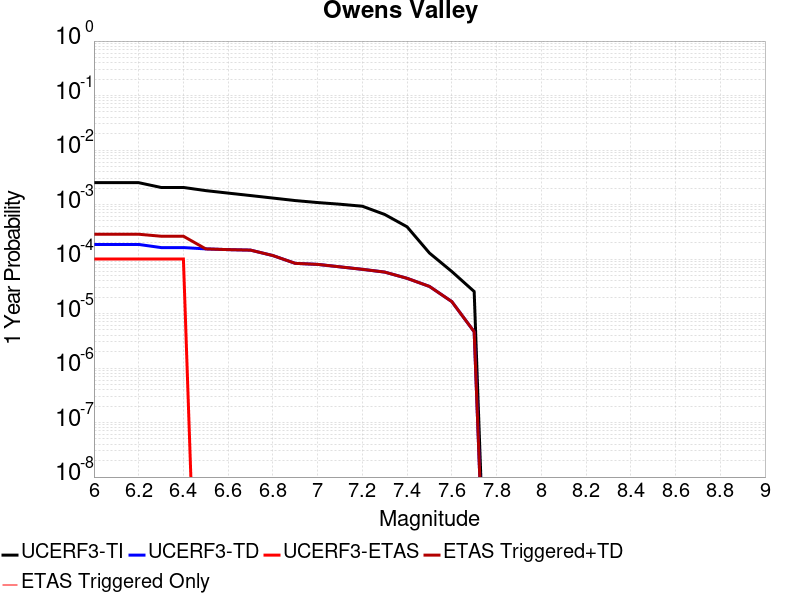 Owens Valley
10^0
10^-1
10^-2
10^-3
10^-4
10^-5
10^-6
10^-7
10^-8
1 Year Probability
6 6.2 6.4 6.6 6.8 7 7.2 7.4 7.6 7.8 8 8.2 8.4 8.6 8.8 9
Magnitude
UCERF3-TI UCERF3-TD UCERF3-ETAS ETAS Triggered+TD
ETAS Triggered Only